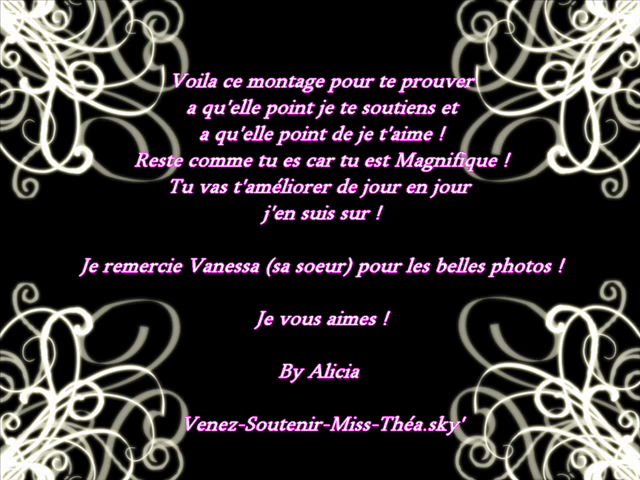 Voila ce montage pour te prouver
a qu'elle point je te soutiens et
a qu'elle point de je t'aime !
Reste comme tu es car tu est Magnifique !
Tu vas t'améliorer de jour en jour
j'en suis sur !
Je remercie Vanessa (sa soeur) pour les belles photos !
Je vous aimes !
By Alicia
Venez-Soutenir-Miss-Théa.sky'